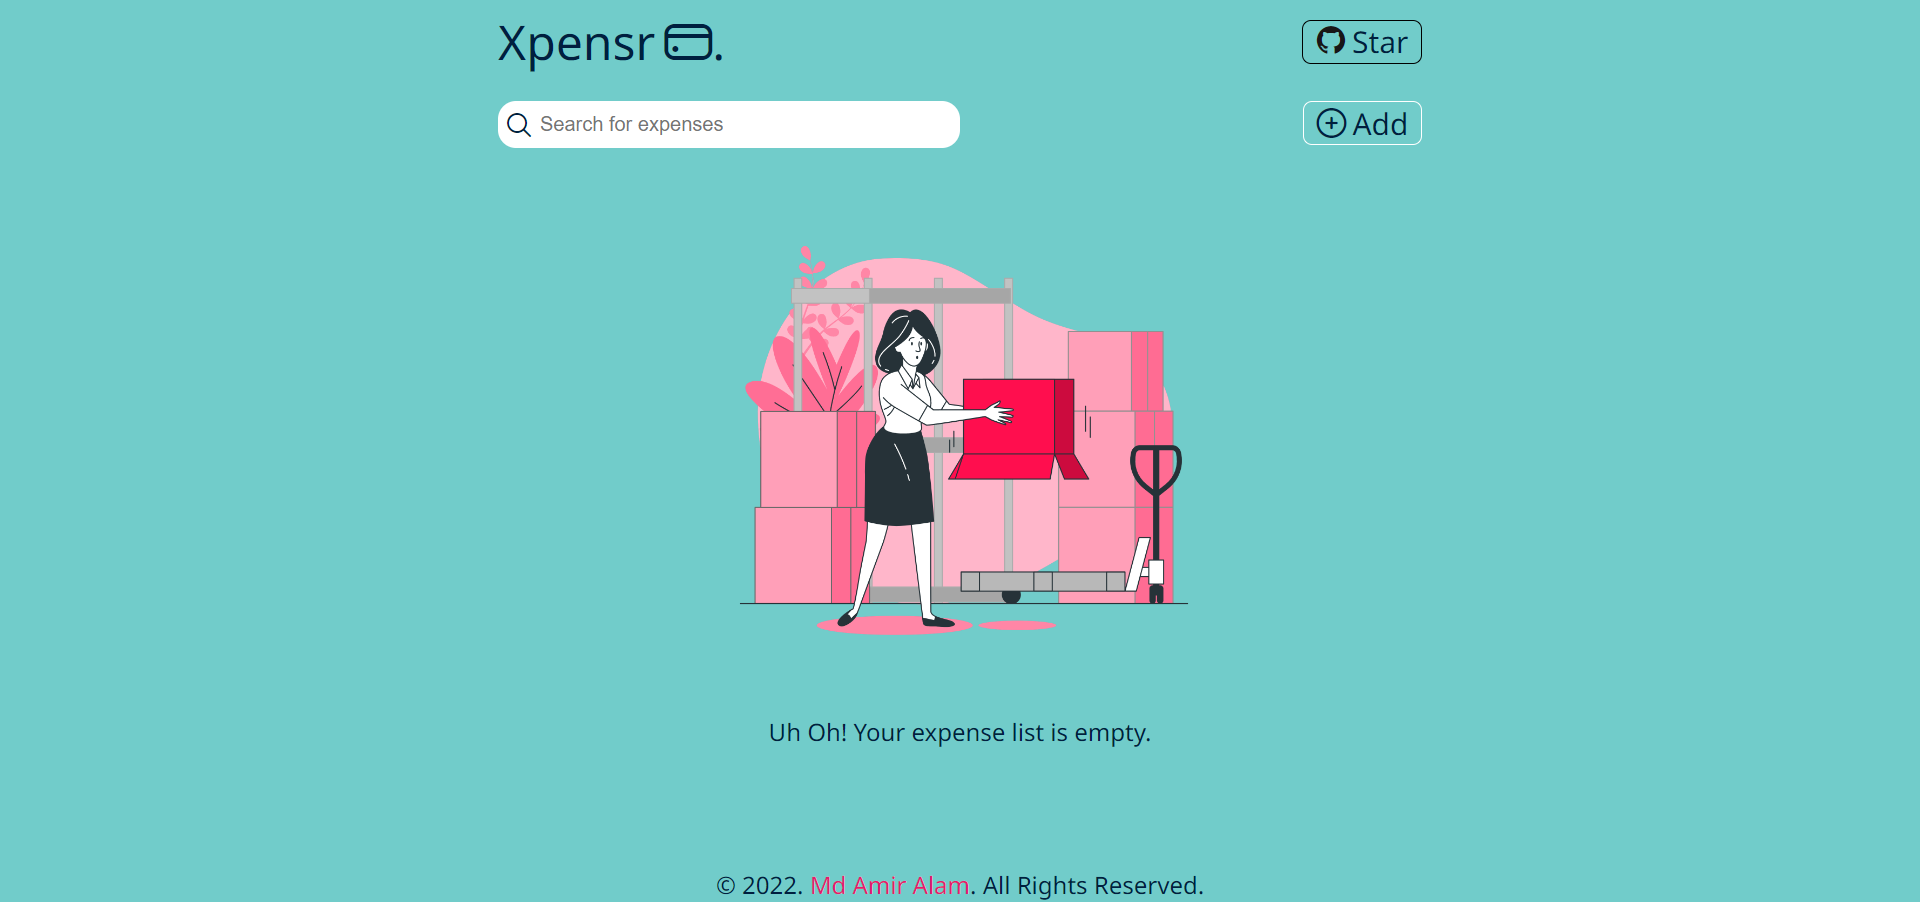 Xpensr .
Star
Search for expenses
Add
Uh Oh! Your expense list is empty.
© 2022. Md Amir Alam. All Rights Reserved.